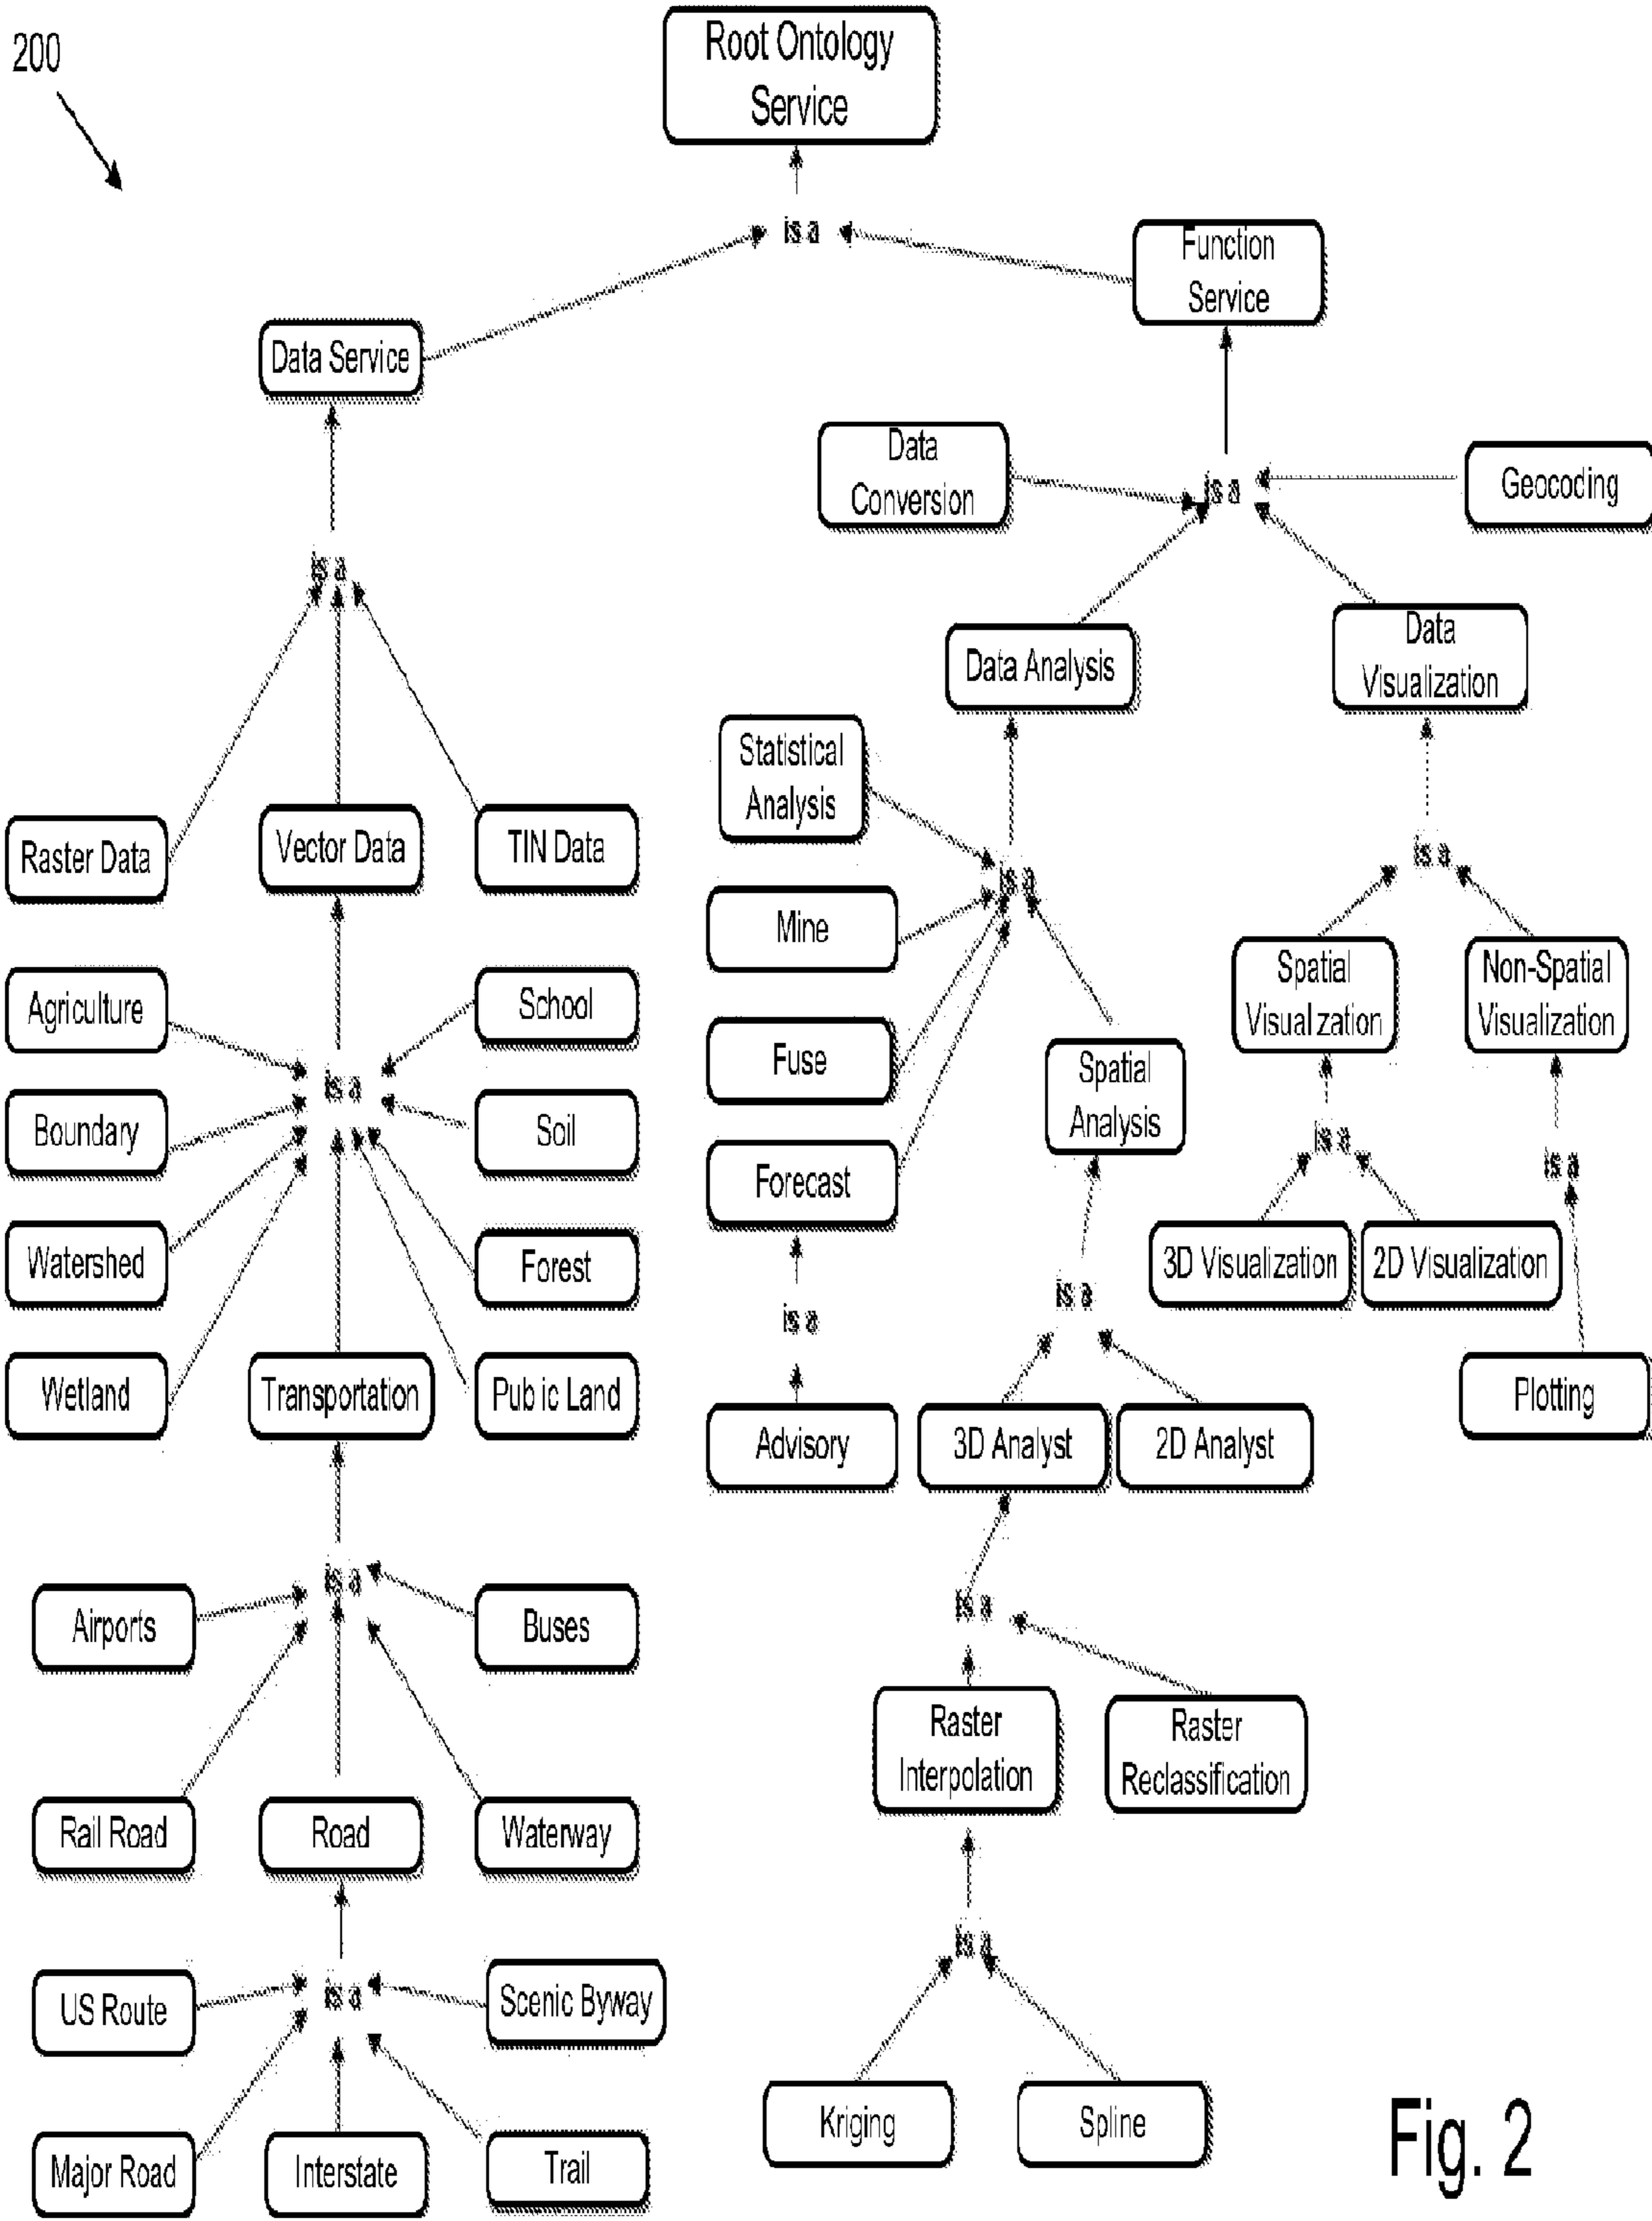 200
Root Ontology
Service
is a
Function
Service
Data Service
Data
Conversion
is a
Geocoding
is a
Data Analysis
Data
Visualization
Statistical
Analysis
Raster Data
Vector Data
TIN Data
is a
is a
Mine
Spatial
Visual zation
Non-Spatial
Visualization
Agriculture
School
Fuse
Spatial
Analysis
is a
Boundary
Soil
is a
is a
Forecast
Watershed
Forest
3D Visualization
2D Visualization
is a
is a
Wetland
Transportation
Pub ic Land
Plotting
Advisory
3D Analyst
2D Analyst
is a
is a
Airports
Buses
Raster
Interpolation
Raster
Reclassification
Rail Road
Road
Waterway
is a
US Route
is a
Scenic Byway
Kriging
Spline
Major Road
Interstate
Trail
Fig. 2